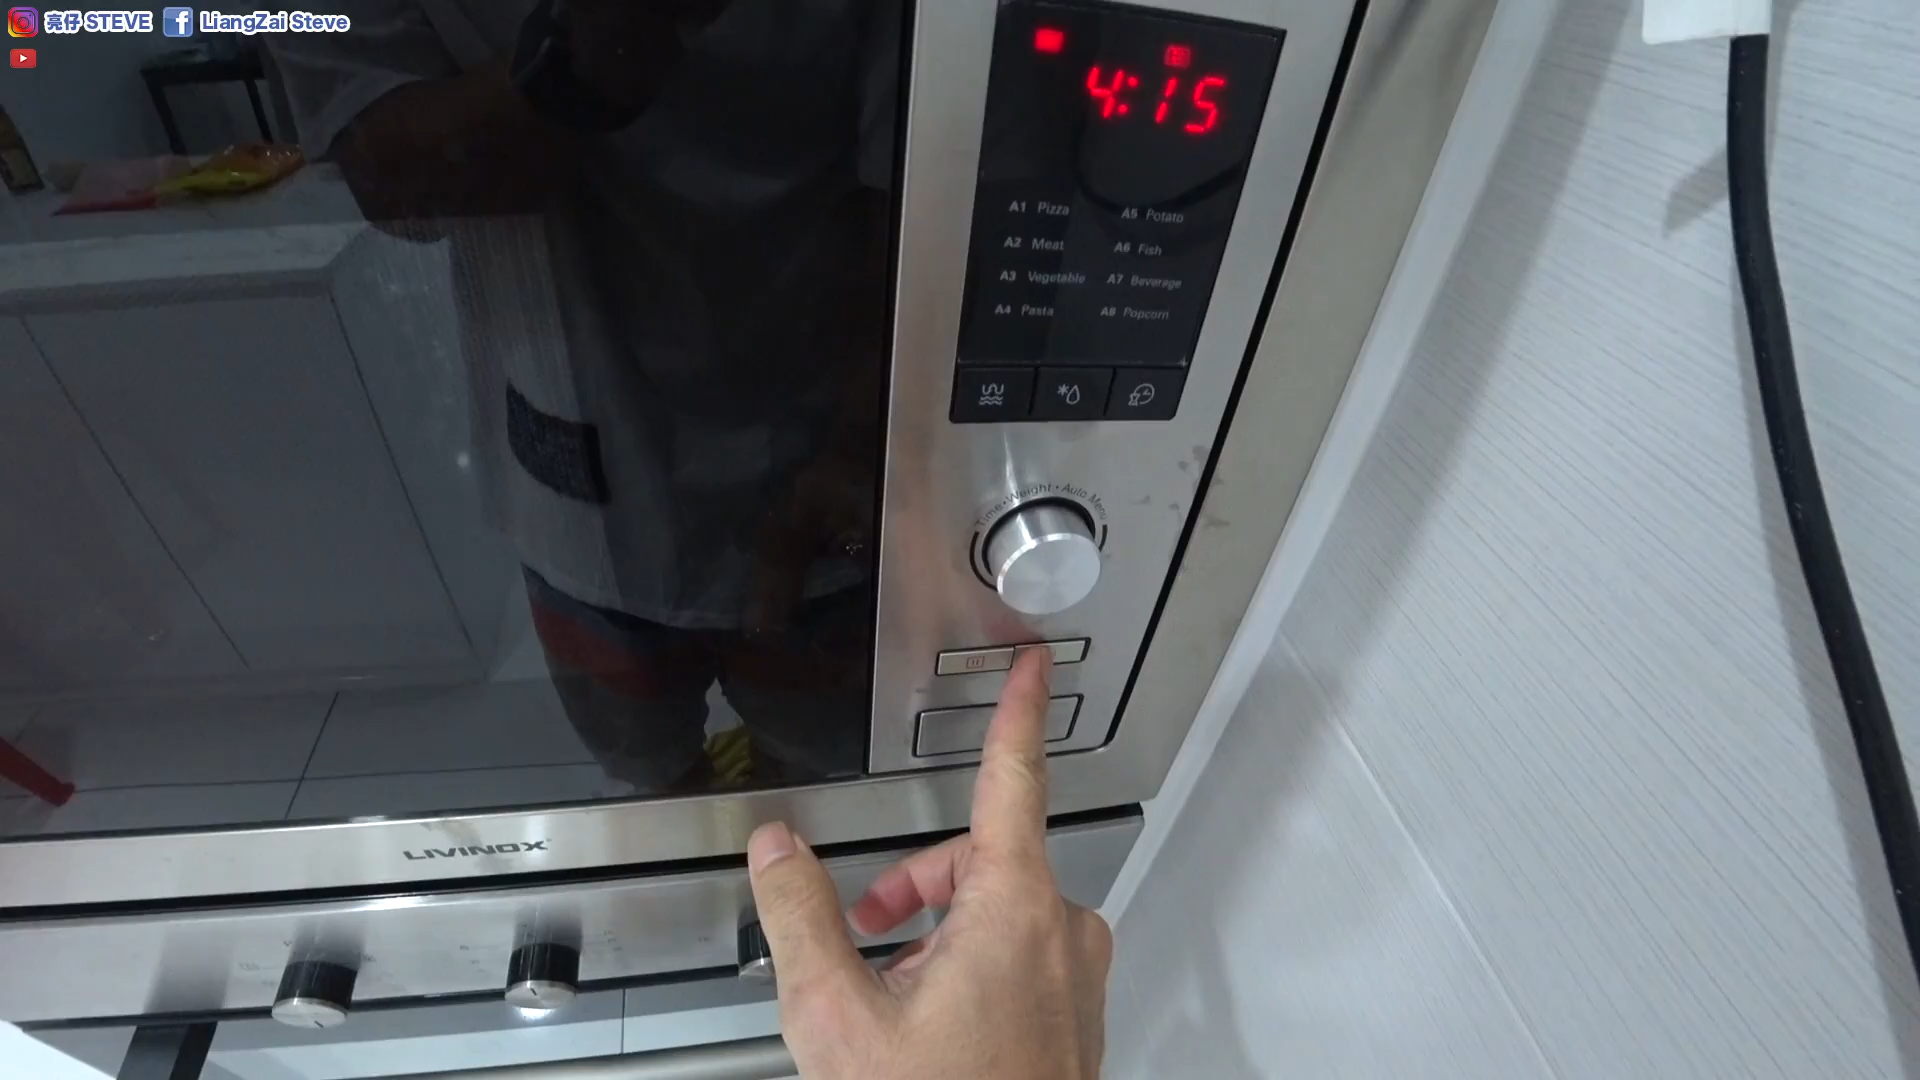 亮仔 STEVE LiangZai Steve
4:15
A1 Pizza A5 Potato
A2 Meat A6 Fish
A3 Vegetable A7 Beverage
A4 Pasta A8 Popcorn
Time • Weight • Auto Menu
LIVINOX